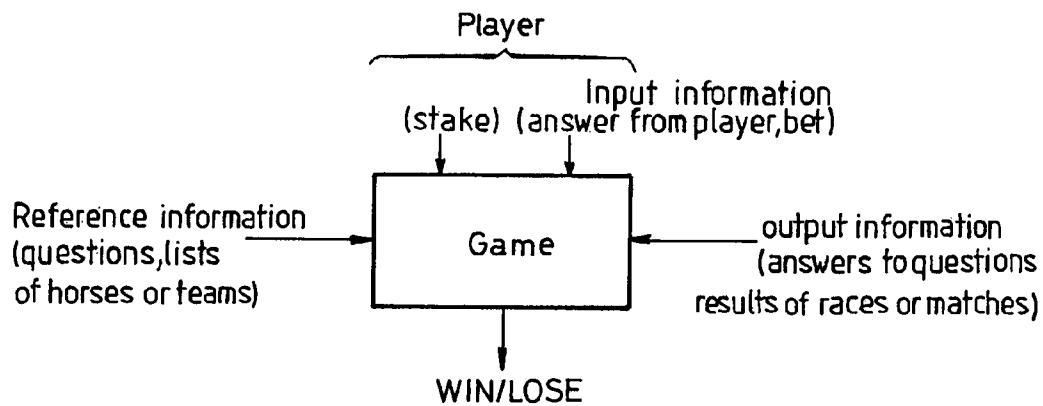 Player
Input information
(stake) (answer from player,bet)
Reference information
(questions,lists
of horses or teams)
Game
output information
(answers to questions
results of races or matches)
WIN/LOSE